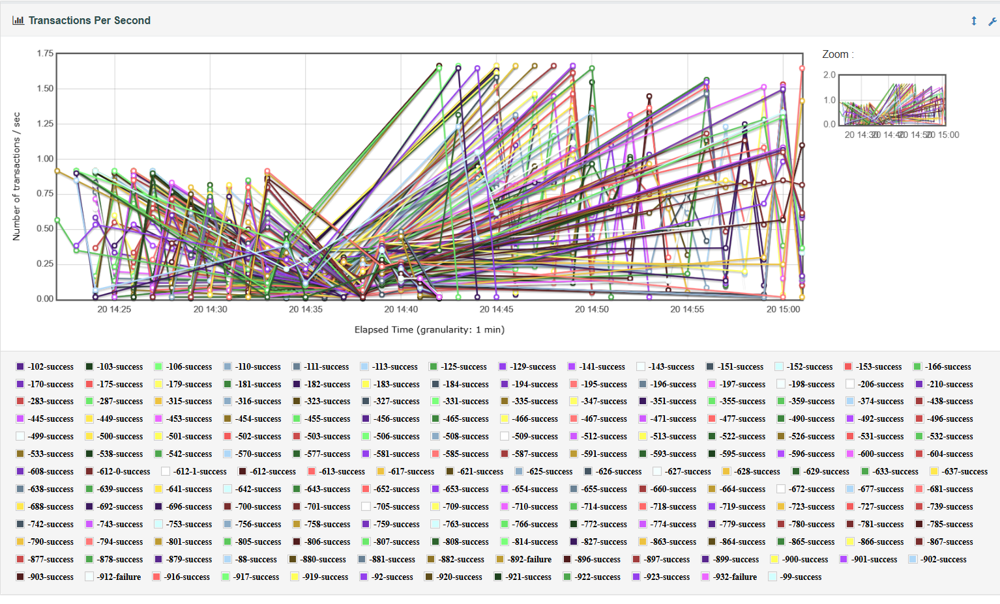 Transactions Per Second
Zoom :
1.75
1.50
1.25
1.00
0.75
0.50
0.25
0.00
Number of transactions / sec
20 14:25 20 14:30 20 14:35 20 14:40 20 14:45 20 14:50 20 14:55 20 15:00
Elapsed Time (granularity: 1 min)
2.0
1.0
0.0
20 14:30 20 14:40 20 14:50 20 15:00
-102-success -103-success -106-success -110-success -111-success -113-success -125-success -129-success -141-success -143-success -151-success -152-success -153-success -166-success
-170-success -175-success -179-success -181-success -182-success -183-success -184-success -194-success -195-success -196-success -197-success -198-success -206-success -210-success
-283-success -287-success -315-success -316-success -323-success -327-success -331-success -335-success -347-success -351-success -355-success -359-success -374-success -438-success
-445-success -449-success -453-success -454-success -455-success -456-success -465-success -466-success -467-success -471-success -477-success -490-success -492-success -496-success
-499-success -500-success -501-success -502-success -503-success -506-success -508-success -509-success -512-success -513-success -522-success -526-success -531-success -532-success
-533-success -538-success -542-success -570-success -577-success -581-success -585-success -587-success -591-success -593-success -595-success -596-success -600-success -604-success
-608-success -612-0-success -612-1-success -612-success -613-success -617-success -621-success -625-success -626-success -627-success -628-success -629-success -633-success -637-success
-638-success -639-success -641-success -642-success -643-success -652-success -653-success -654-success -655-success -660-success -664-success -672-success -677-success -681-success
-688-success -692-success -696-success -700-success -701-success -705-success -709-success -710-success -714-success -718-success -719-success -723-success -727-success -739-success
-742-success -743-success -753-success -756-success -758-success -759-success -763-success -766-success -772-success -774-success -779-success -780-success -781-success -785-success
-790-success -794-success -801-success -805-success -806-success -807-success -808-success -814-success -827-success -863-success -864-success -865-success -866-success -867-success
-877-success -878-success -879-success -88-success -880-success -881-success -882-success -892-failure -896-success -897-success -899-success -900-success -901-success -902-success
-903-success -912-failure -916-success -917-success -919-success -92-success -920-success -921-success -922-success -923-success -932-failure -99-success